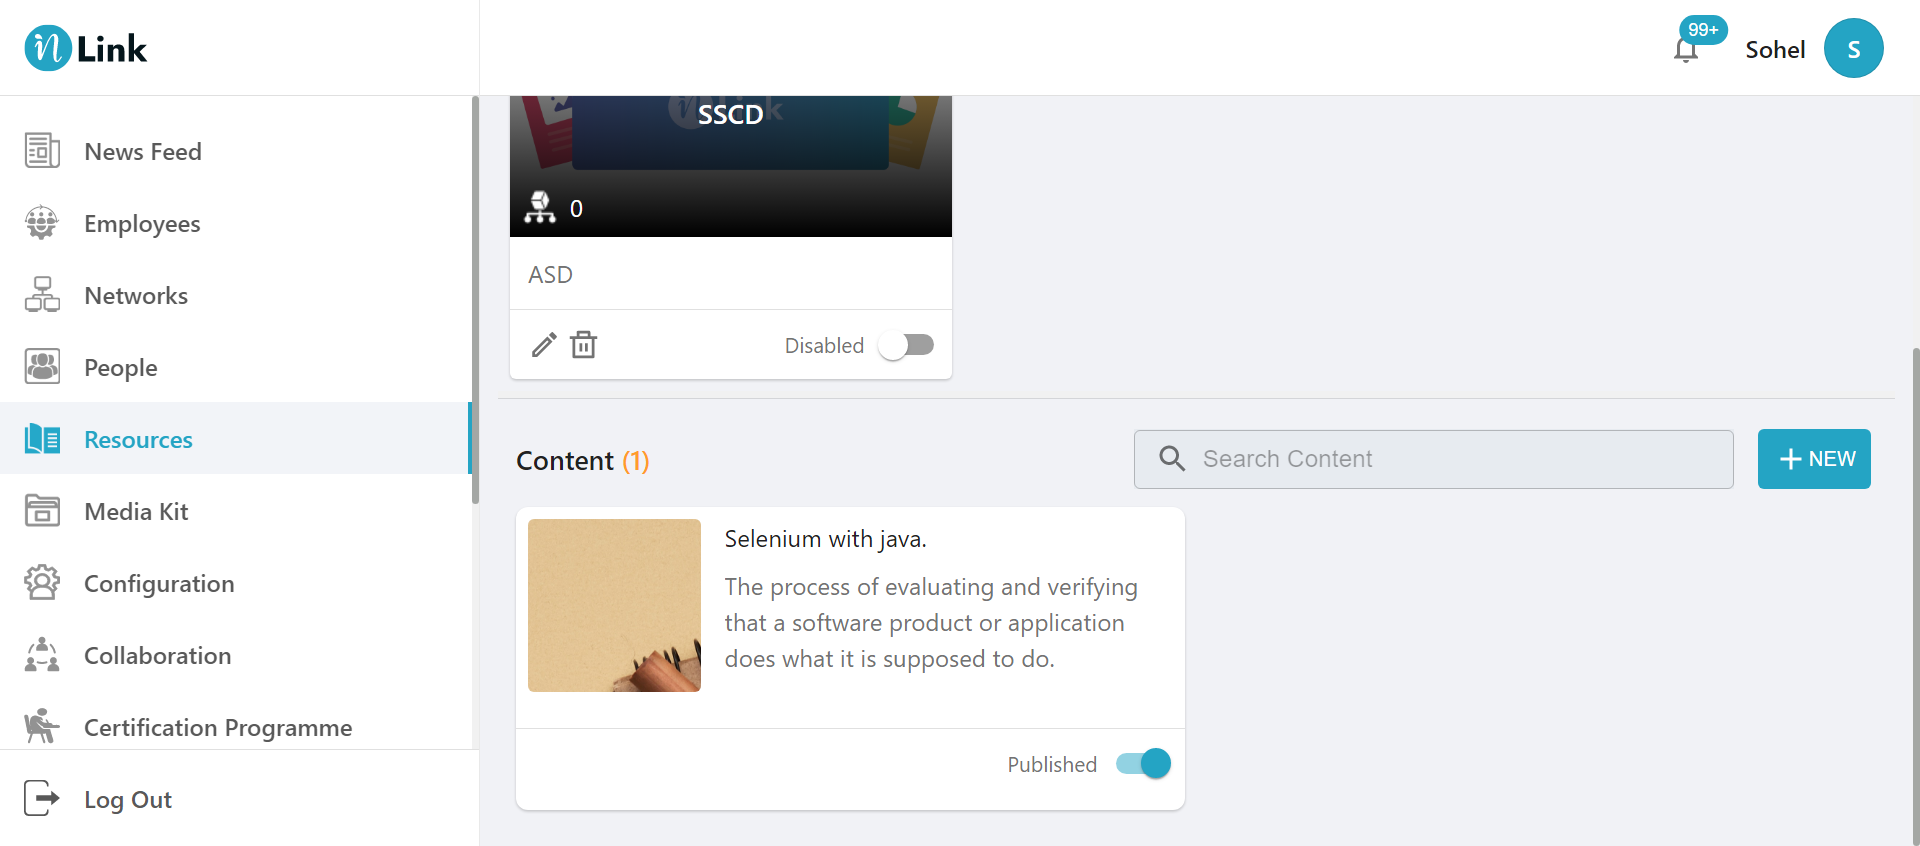 n Link
99+
Sohel
S
News Feed
Employees
Networks
People
Resources
Media Kit
Configuration
Collaboration
Certification Programme
Log Out
n Link
SSCD
0
ASD
Disabled
Content (1)
Search Content
+ NEW
Selenium with java.
The process of evaluating and verifying
that a software product or application
does what it is supposed to do.
Published